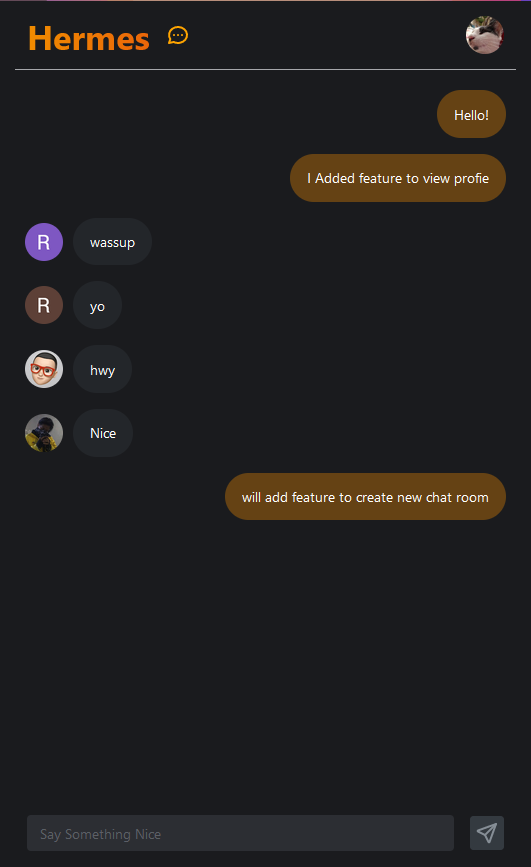 Hermes
Hello!
I Added feature to view profie
R
wassup
R
yo
hwy
Nice
will add feature to create new chat room
Say Something Nice